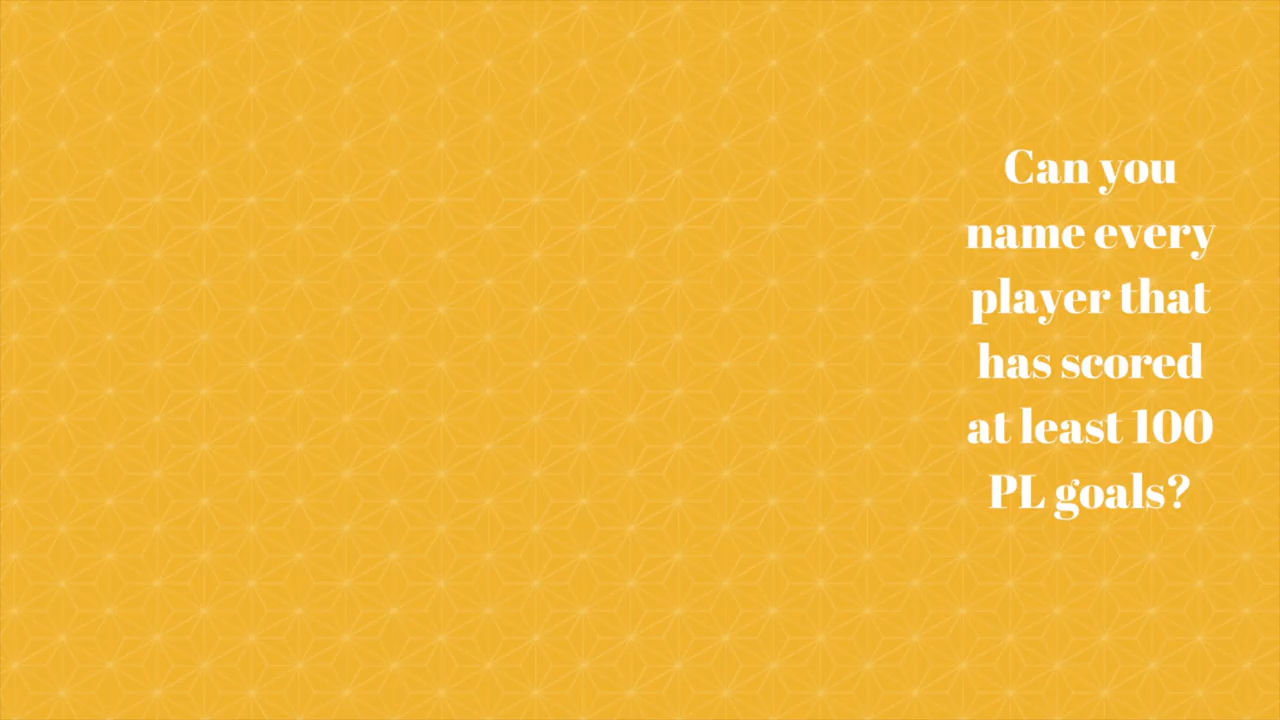 Can you
name every
player that
has scored
at least 100
PL goals?